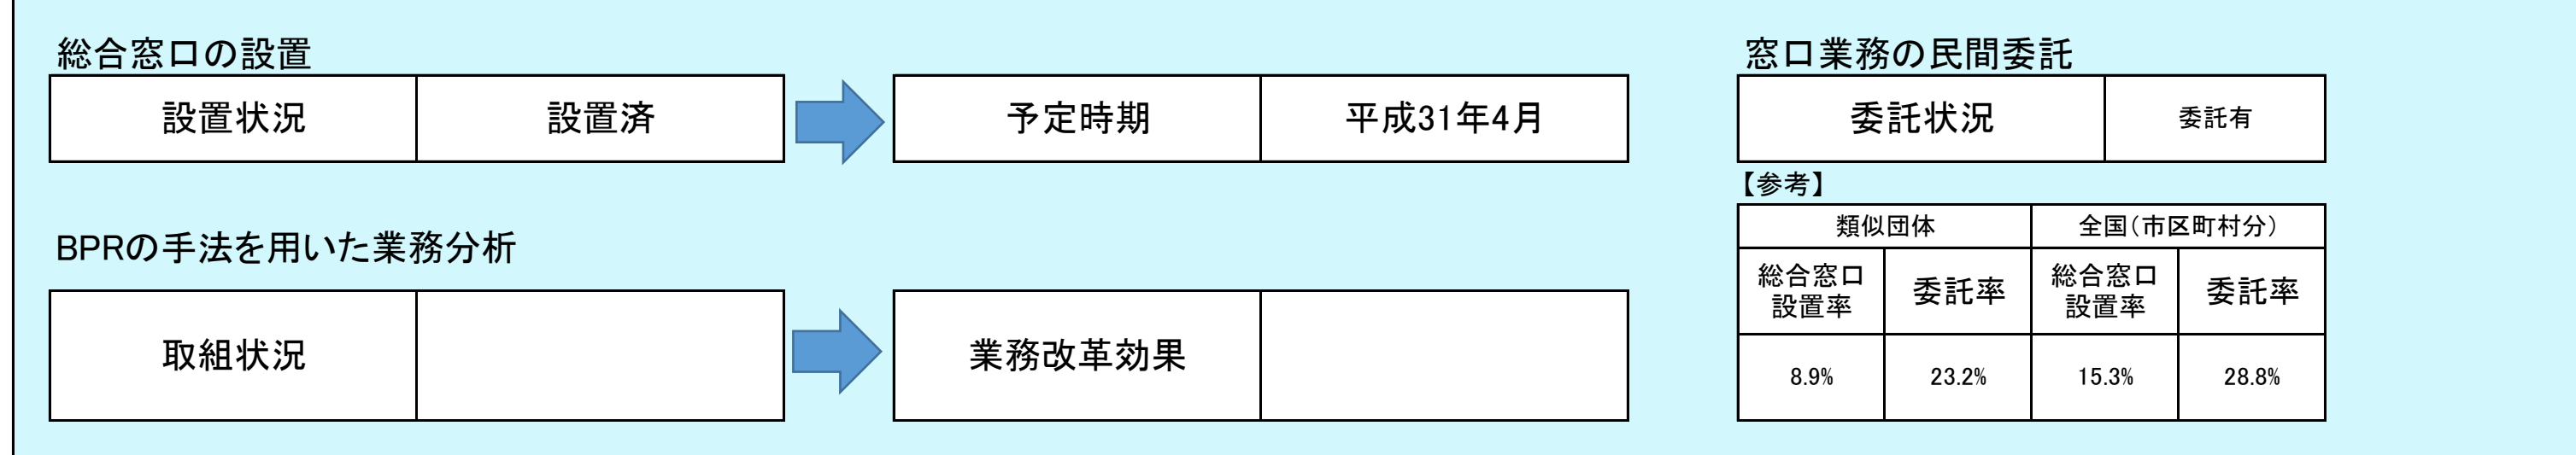 総合窓口の設置
設置状況 設置済
予定時期 平成31年4月
窓口業務の民間委託
委託状況 委託有
【参考】
類似団体 全国(市区町村分)
総合窓口
設置率
委託率
総合窓口
設置率
委託率
8.9% 23.2% 15.3% 28.8%
BPRの手法を用いた業務分析
取組状況
業務改革効果